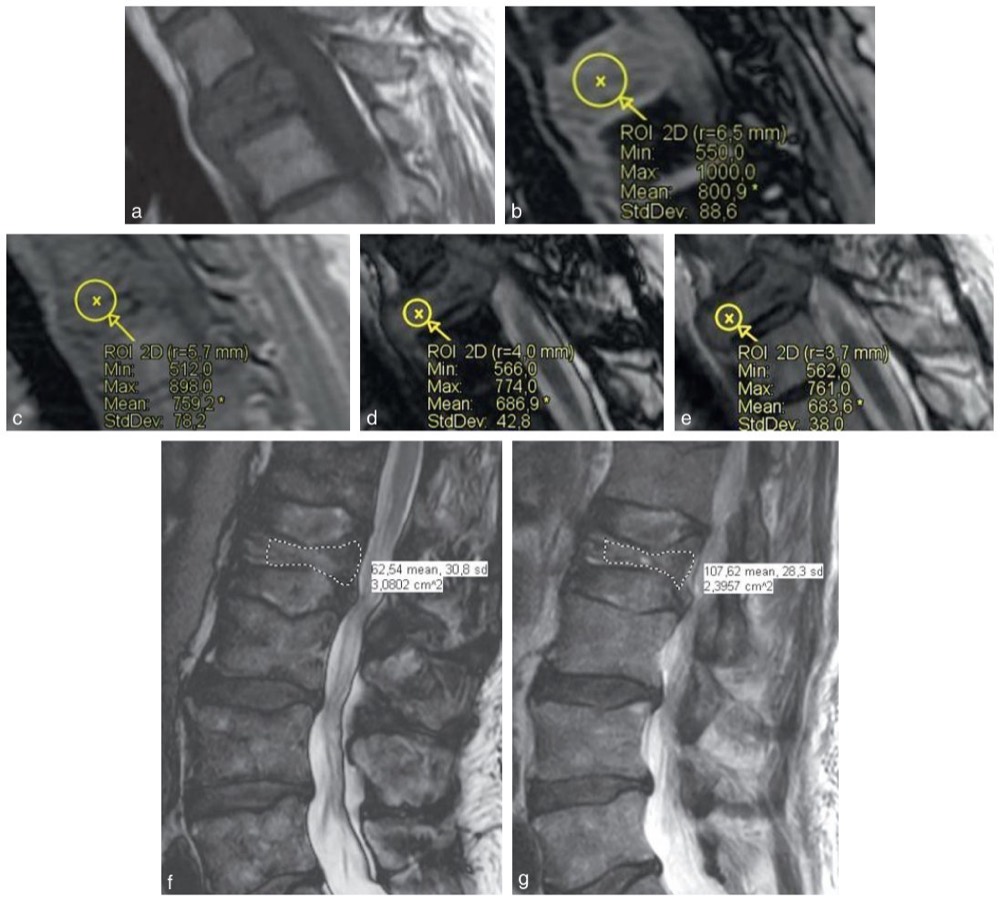 a
b
ROI 2D (r=6,5 mm)
Min: 550,0
Max: 1000,0
Mean: 800,9 *
StdDev: 88,6
c
ROI 2D (r=5,7 mm)
Min: 512,0
Max: 898,0
Mean: 759,2 *
StdDev: 78,2
d
ROI 2D (r=4,0 mm)
Min: 566,0
Max: 774,0
Mean: 686,9 *
StdDev: 42,8
e
ROI 2D (r=3,7 mm)
Min: 562,0
Max: 761,0
Mean: 683,6 *
StdDev: 38,0
f
62,54 mean, 30,8 sd
3,0802 cm^2
g
107,62 mean, 28,3 sd
2,3957 cm^2